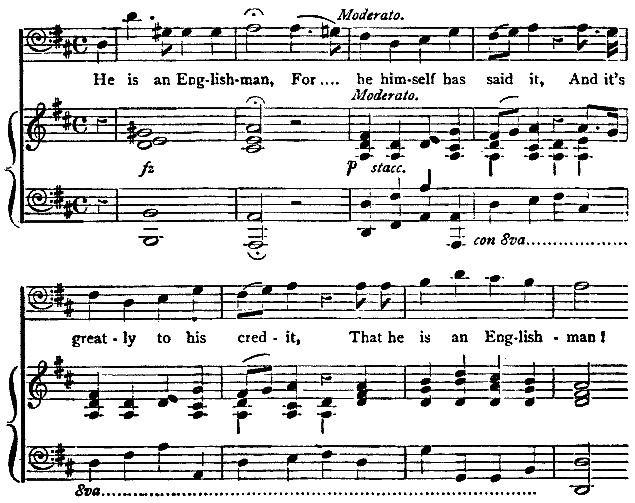 Moderato.
He is an Eng-lish-man, For.... he him-self has said it, And it's
Moderato.
fz p stacc.
con 8va....................
great - ly to his cred - it, That he is an Eng-lish - man!
8va............................................................